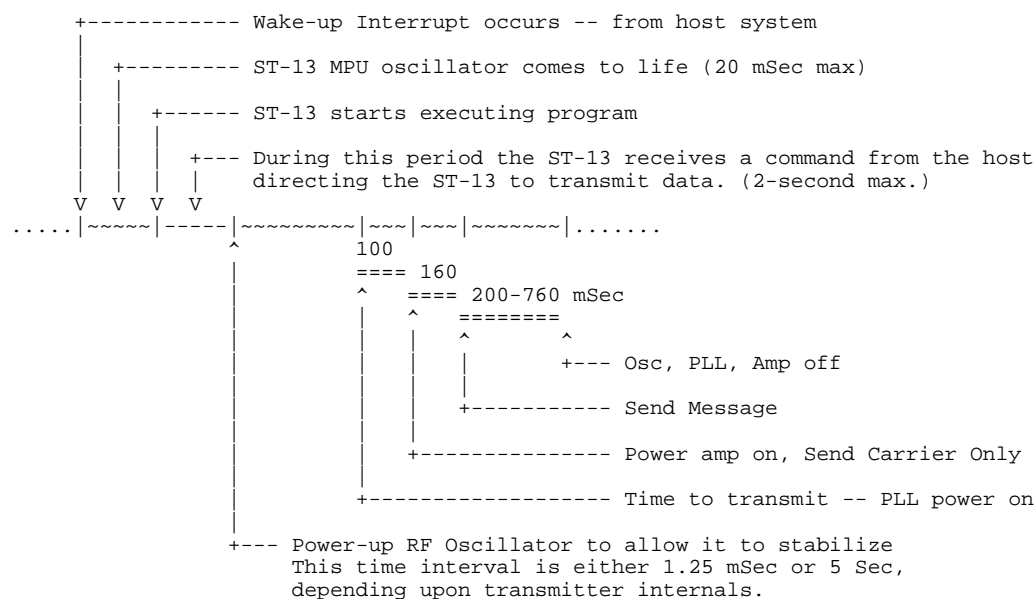 +------------ Wake-up Interrupt occurs -- from host system
|
| +--------- ST-13 MPU oscillator comes to life (20 mSec max)
| |
| | +------ ST-13 starts executing program
| | |
| | | +--- During this period the ST-13 receives a command from the host
| | | | directing the ST-13 to transmit data. (2-second max.)
V V V V
.....|~~~~~|-----|~~~~~~~~~|~~~|~~~|~~~~~~~|.......
^ 100
| ==== 160
| ^ ==== 200-760 mSec
| | ^ ========
| | | ^ ^
| | | | +--- Osc, PLL, Amp off
| | | |
| | | +----------- Send Message
| | |
| | +--------------- Power amp on, Send Carrier Only
| |
| +------------------- Time to transmit -- PLL power on
|
+--- Power-up RF Oscillator to allow it to stabilize
This time interval is either 1.25 mSec or 5 Sec,
depending upon transmitter internals.